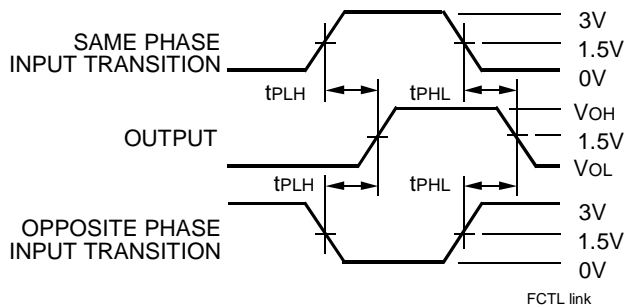 SAME PHASE
INPUT TRANSITION
3V
1.5V
0V
tPLH
tPHL
OUTPUT
VOH
1.5V
VOL
tPLH
tPHL
OPPOSITE PHASE
INPUT TRANSITION
3V
1.5V
0V
FCTL link